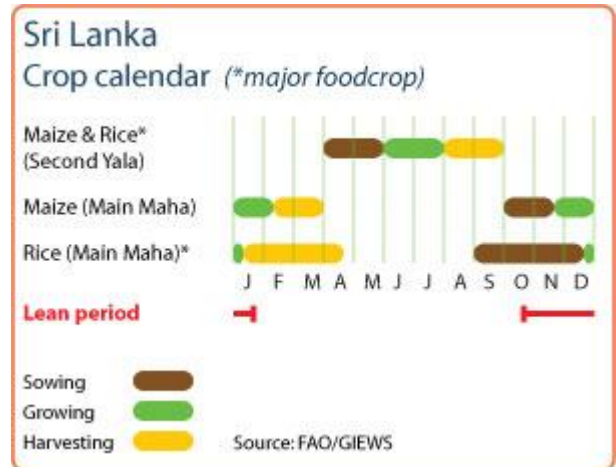 Sri Lanka
Crop calendar (*major foodcrop)
Maize & Rice*
(Second Yala)
Maize (Main Maha)
Rice (Main Maha)*
J F M A M J J A S O N D
Lean period
Sowing
Growing
Harvesting
Source: FAO/GIEWS